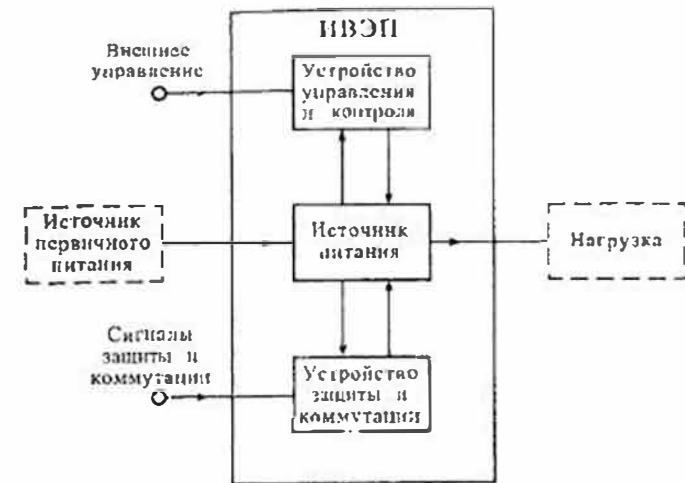 ИВЭП
Внешнее
управление
Устройство
управления
и контроля
Источник
первичного
питания
Источник
питания
Нагрузка
Сигналы
защиты и
коммутации
Устройство
защиты и
коммутации